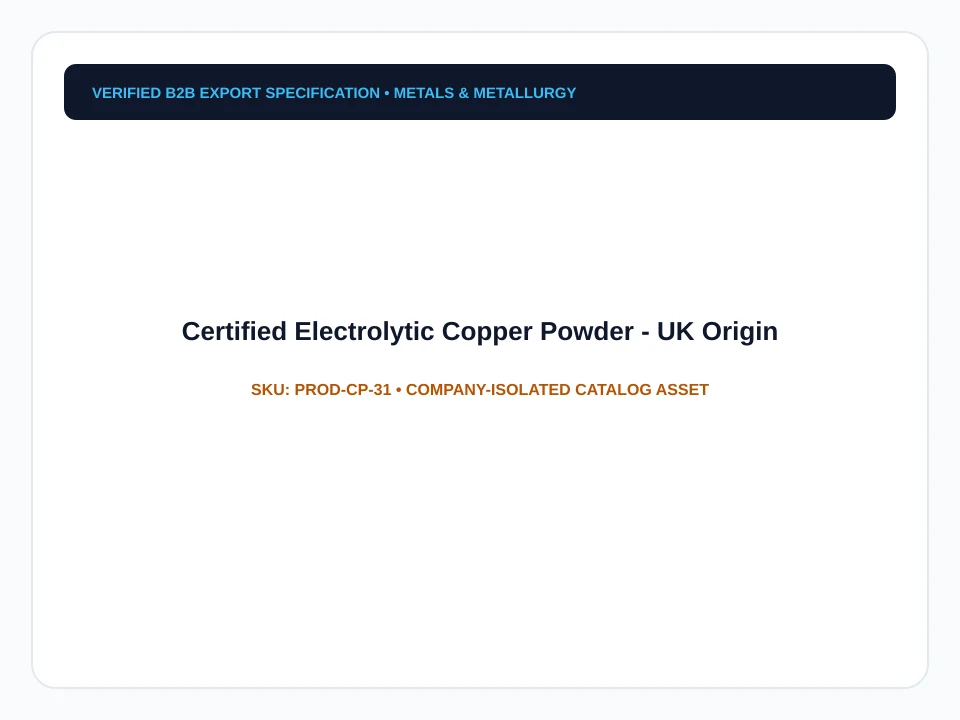 VERIFIED B2B EXPORT SPECIFICATION • METALS & METALLURGY
Certified Electrolytic Copper Powder - UK Origin
SKU: PROD-CP-31 • COMPANY-ISOLATED CATALOG ASSET